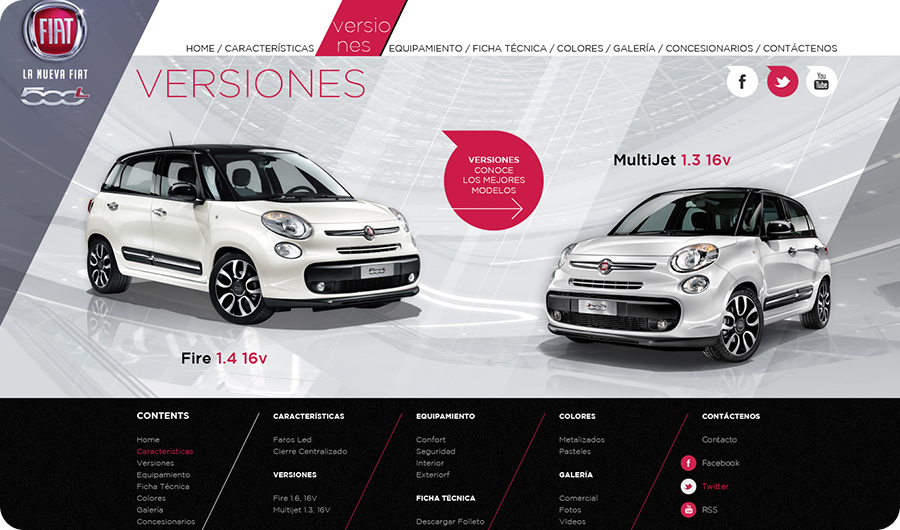 FIAT
LA NUEVA FIAT
500L
versio
nes
HOME / CARACTERÍSTICAS
EQUIPAMIENTO / FICHA TÉCNICA / COLORES / GALERÍA / CONCESIONARIOS / CONTÁCTENOS
VERSIONES
f
You
Tube
VERSIONES
CONOCE
LOS MEJORES
MODELOS
MultiJet 1.3 16v
Fire 1.4 16v
CONTENTS
Home
Características
Versiones
Equipamiento
Ficha Técnica
Colores
Galería
Concesionarios
CARACTERÍSTICAS
Faros Led
Cierre Centralizado
VERSIONES
Fire 1.6, 16V
Multijet 1.3, 16V
EQUIPAMIENTO
Confort
Seguridad
Interior
Exteriorf
FICHA TÉCNICA
Descargar Folleto
COLORES
Metalizados
Pasteles
GALERÍA
Comercial
Fotos
Vídeos
CONTÁCTENOS
Contacto
Facebook
Twitter
RSS